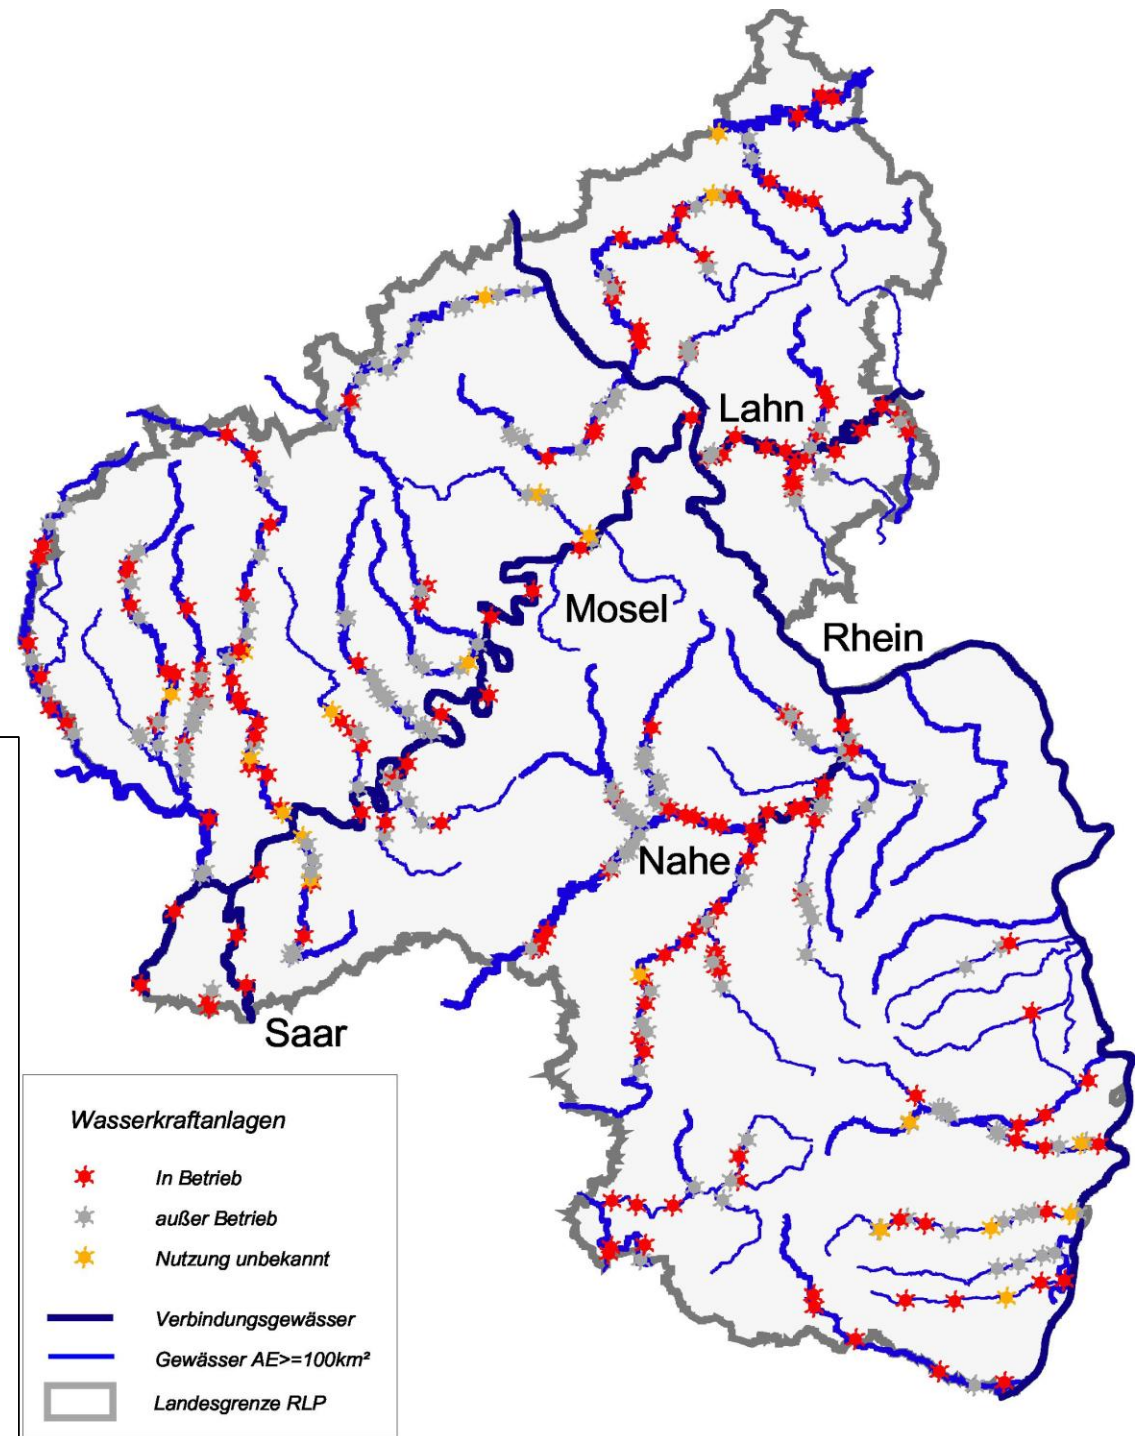 Lahn
Mosel
Rhein
Nahe
Saar
Wasserkraftanlagen
In Betrieb
außer Betrieb
Nutzung unbekannt
Verbindungsgewässer
Gewässer AE>=100km²
Landesgrenze RLP